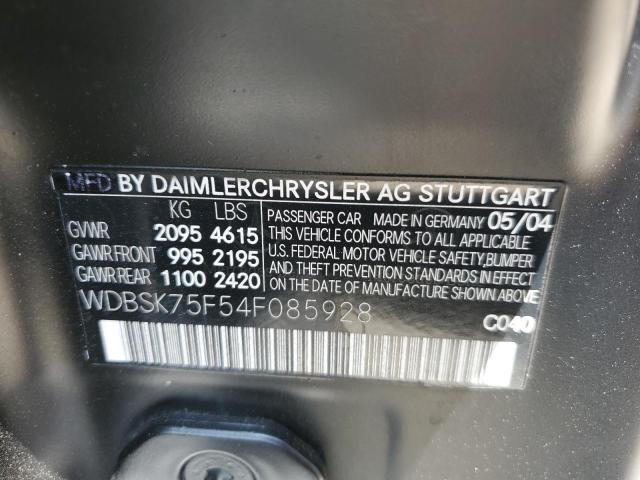 MFD BY DAIMLERCHRYSLER AG STUTTGART
KG LBS
GVWR 2095 4615
GAWR FRONT 995 2195
GAWR REAR 1100 2420
PASSENGER CAR MADE IN GERMANY 05/04
THIS VEHICLE CONFORMS TO ALL APPLICABLE
U.S. FEDERAL MOTOR VEHICLE SAFETY, BUMPER
AND THEFT PREVENTION STANDARDS IN EFFECT
ON THE DATE OF MANUFACTURE SHOWN ABOVE.
WDBSK75F54F085928
C040